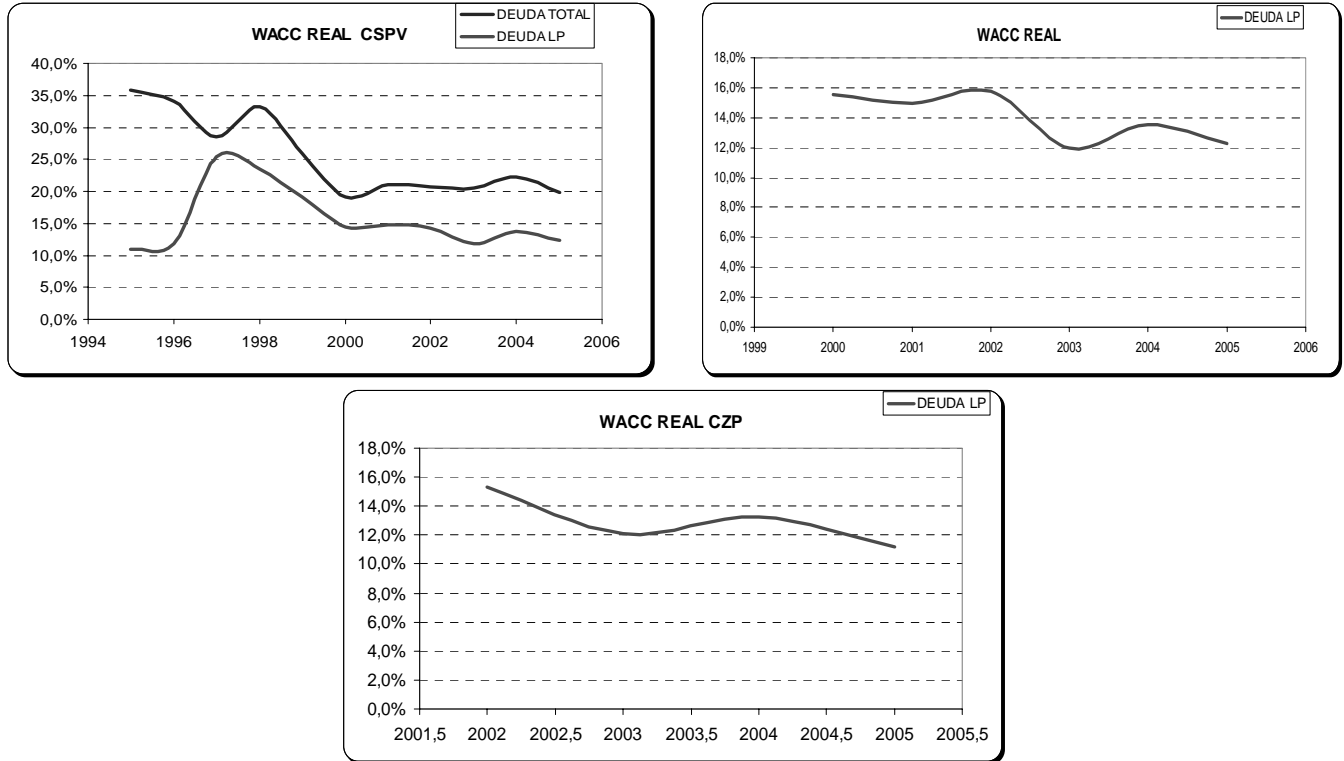 WACC REAL CSPV
DEUDA TOTAL
DEUDA LP
40,0%
35,0%
30,0%
25,0%
20,0%
15,0%
10,0%
5,0%
0,0%
1994 1996 1998 2000 2002 2004 2006
WACC REAL
DEUDA LP
18,0%
16,0%
14,0%
12,0%
10,0%
8,0%
6,0%
4,0%
2,0%
0,0%
1999 2000 2001 2002 2003 2004 2005 2006
WACC REAL CZP
DEUDA LP
18,0%
16,0%
14,0%
12,0%
10,0%
8,0%
6,0%
4,0%
2,0%
0,0%
2001,5 2002 2002,5 2003 2003,5 2004 2004,5 2005 2005,5